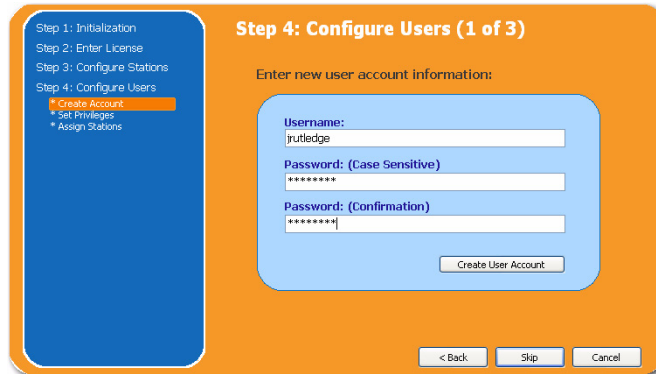 Step 1: Initialization
Step 2: Enter License
Step 3: Configure Stations
Step 4: Configure Users
* Create Account
* Set Privileges
* Assign Stations
Step 4: Configure Users (1 of 3)
Enter new user account information:
Username:
jrutledge
Password: (Case Sensitive)
********
Password: (Confirmation)
********
Create User Account
< Back
Skip
Cancel